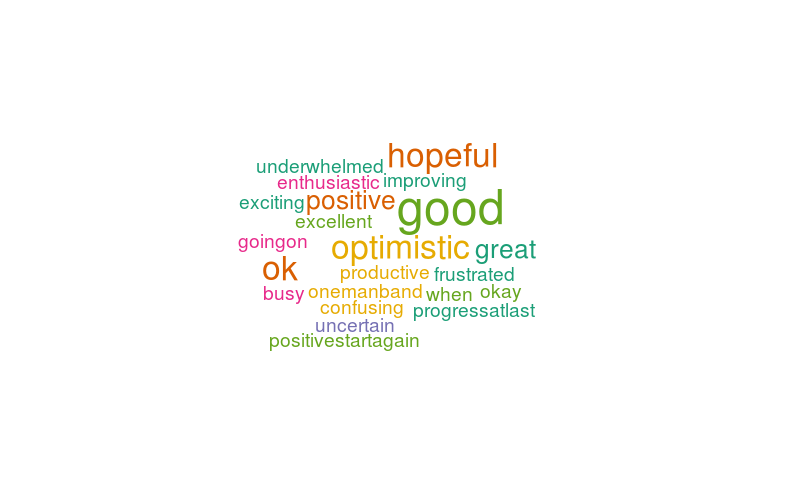 hopeful
underwhelmed
enthusiastic improving
exciting positive good
excellent
goingon optimistic great
ok productive frustrated
busy onemanband when okay
confusing progressatlast
uncertain
positivestartagain